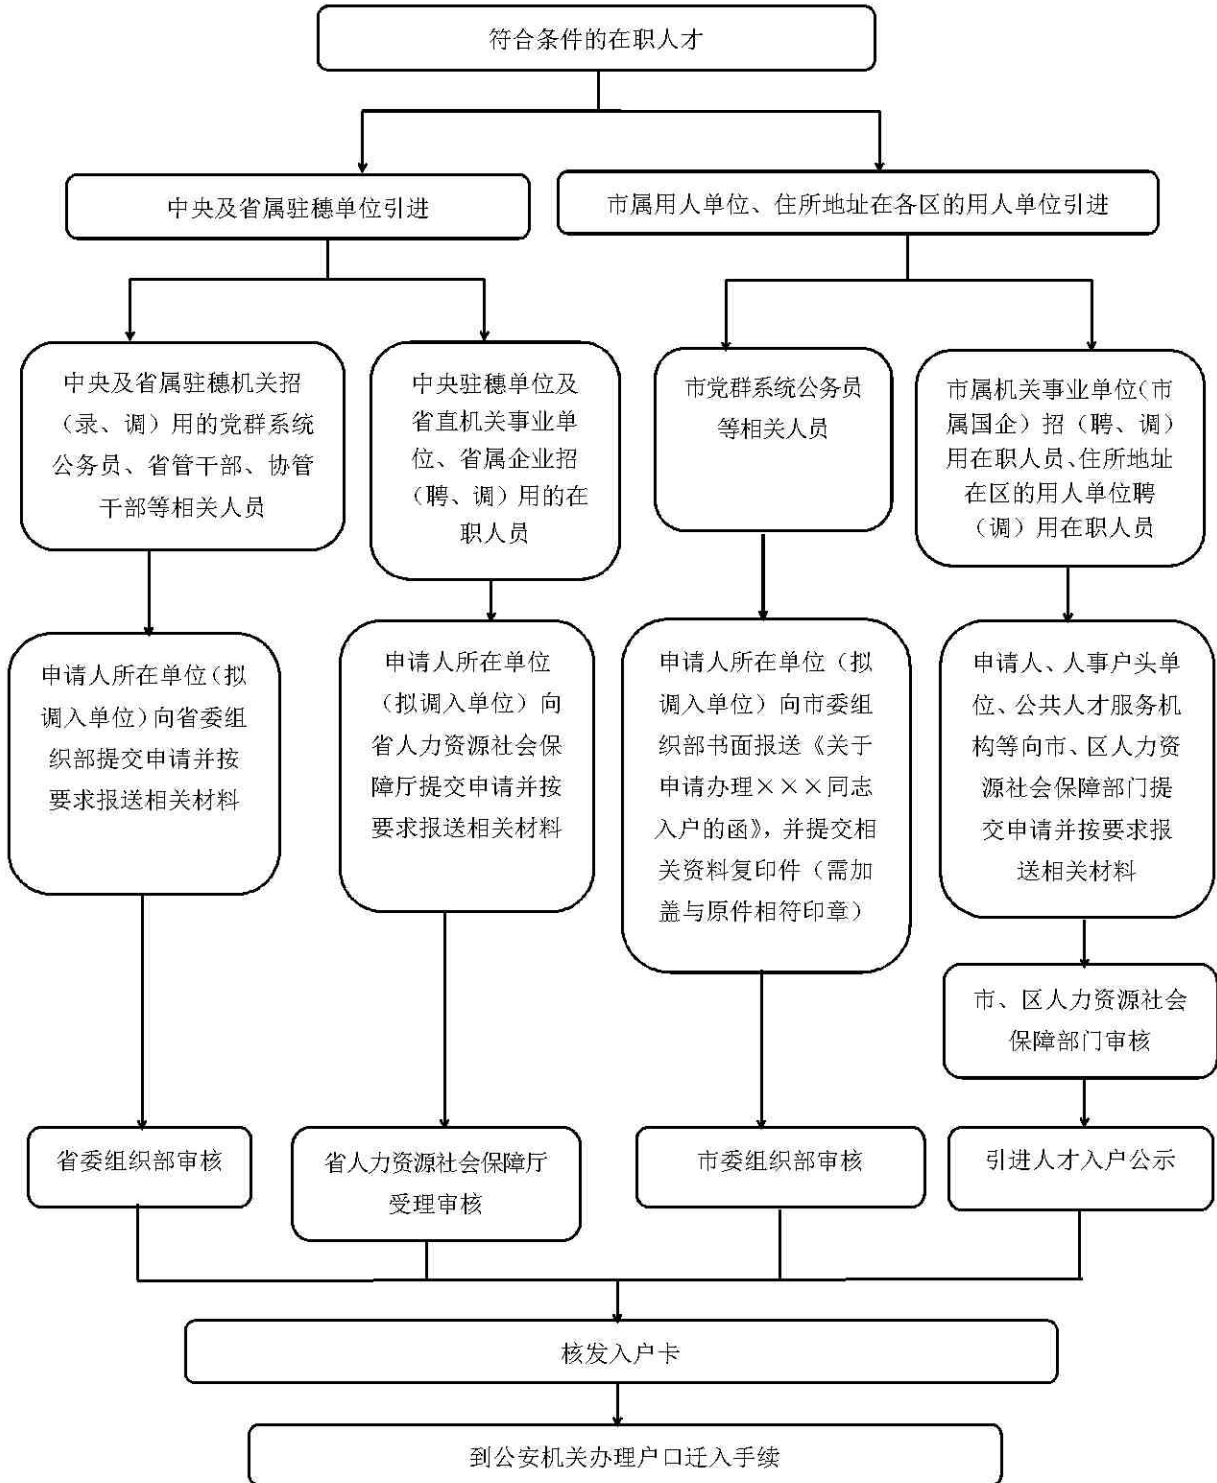 符合条件的在职人才
中央及省属驻穗单位引进
市属用人单位、住所地址在各区的用人单位引进
中央及省属驻穗机关招
（录、调）用的党群系统
公务员、省管干部、协管
干部等相关人员
中央驻穗单位及
省直机关事业单
位、省属企业招
（聘、调）用的在
职人员
市党群系统公务员
等相关人员
市属机关事业单位（市
属国企）招（聘、调）
用在职人员、住所地址
在区的用人单位聘
（调）用在职人员
申请人所在单位（拟
调入单位）向省委组
织部提交申请并按
要求报送相关材料
申请人所在单位
（拟调入单位）向
省人力资源社会保
障厅提交申请并按
要求报送相关材料
申请人所在单位（拟
调入单位）向市委组
织部书面报送《关于
申请办理×××同志
入户的函》，并提交相
关资料复印件（需加
盖与原件相符印章）
申请人、人事户头单
位、公共人才服务机
构等向市、区人力资
源社会保障部门提
交申请并按要求报
送相关材料
市、区人力资源社会
保障部门审核
省委组织部审核
省人力资源社会保障厅
受理审核
市委组织部审核
引进人才入户公示
核发入户卡
到公安机关办理户口迁入手续